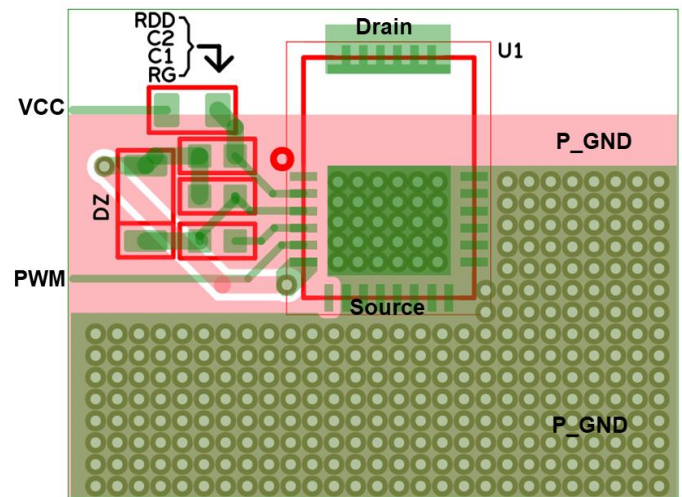 RDD
C2
C1
RG
Drain
U1
VCC
P_GND
DZ
PWM
Source
P_GND